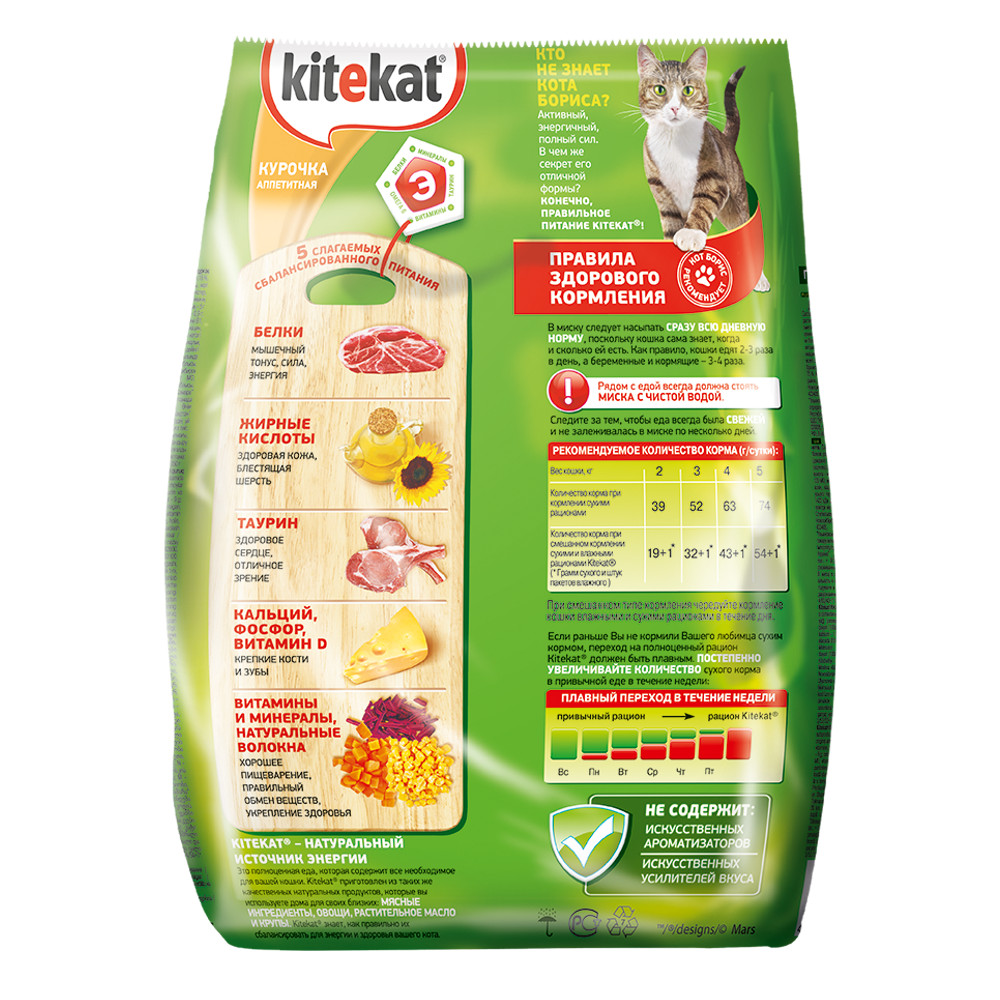 kitekat®
КУРОЧКА
АППЕТИТНАЯ
БЕЛКИ
МИНЕРАЛЫ
ТАУРИН
ВИТАМИНЫ
ОМЕГА 6
Э
5 СЛАГАЕМЫХ
СБАЛАНСИРОВАННОГО ПИТАНИЯ
БЕЛКИ
МЫШЕЧНЫЙ
ТОНУС, СИЛА,
ЭНЕРГИЯ
ЖИРНЫЕ
КИСЛОТЫ
ЗДОРОВАЯ КОЖА,
БЛЕСТЯЩАЯ
ШЕРСТЬ
ТАУРИН
ЗДОРОВОЕ
СЕРДЦЕ,
ОТЛИЧНОЕ
ЗРЕНИЕ
КАЛЬЦИЙ,
ФОСФОР,
ВИТАМИН D
КРЕПКИЕ КОСТИ
И ЗУБЫ
ВИТАМИНЫ
И МИНЕРАЛЫ,
НАТУРАЛЬНЫЕ
ВОЛОКНА
ХОРОШЕЕ
ПИЩЕВАРЕНИЕ,
ПРАВИЛЬНЫЙ
ОБМЕН ВЕЩЕСТВ,
УКРЕПЛЕНИЕ ЗДОРОВЬЯ
KITEKAT® – НАТУРАЛЬНЫЙ
ИСТОЧНИК ЭНЕРГИИ
Это полноценная еда, которая содержит все необходимое
для вашей кошки. Kitekat® приготовлен из таких же
качественных натуральных продуктов, которые вы
используете дома для своих близких: МЯСНЫЕ
ИНГРЕДИЕНТЫ, ОВОЩИ, РАСТИТЕЛЬНОЕ МАСЛО
И КРУПЫ. Kitekat® знает, как правильно их
сбалансировать для энергии и здоровья вашего кота.
КТО
НЕ ЗНАЕТ
КОТА
БОРИСА?
Активный,
энергичный,
полный сил.
В чем же
секрет его
отличной
формы?
КОНЕЧНО,
ПРАВИЛЬНОЕ
ПИТАНИЕ KITEKAT®!
ПРАВИЛА
ЗДОРОВОГО
КОРМЛЕНИЯ
КОТ БОРИС
РЕКОМЕНДУЕТ
В миску следует насыпать СРАЗУ ВСЮ ДНЕВНУЮ
НОРМУ, поскольку кошка сама знает, когда
и сколько ей есть. Как правило, кошки едят 2-3 раза
в день, а беременные и кормящие – 3-4 раза.
! Рядом с едой всегда должна стоять
МИСКА С ЧИСТОЙ ВОДОЙ.
Следите за тем, чтобы еда всегда была СВЕЖЕЙ
и не залеживалась в миске по несколько дней.
РЕКОМЕНДУЕМОЕ КОЛИЧЕСТВО КОРМА (г/сутки):
Вес кошки, кг 2 3 4 5
Количество корма при
кормлении сухими
рационами 39 52 63 74
Количество корма при
смешанном кормлении
сухими и влажными
рационами Kitekat® 19+1* 32+1* 43+1* 54+1*
(* Грамм сухого и штук
пакетов влажного )
При смешанном типе кормления чередуйте кормление
кошки влажными и сухими рационами в течение дня.
Если раньше Вы не кормили Вашего любимца сухим
кормом, переход на полноценный рацион
Kitekat® должен быть плавным. ПОСТЕПЕННО
УВЕЛИЧИВАЙТЕ КОЛИЧЕСТВО сухого корма
в привычной еде в течение недели:
ПЛАВНЫЙ ПЕРЕХОД В ТЕЧЕНИЕ НЕДЕЛИ
привычный рацион → рацион Kitekat®
Вс Пн Вт Ср Чт Пт
НЕ СОДЕРЖИТ:
ИСКУССТВЕННЫХ
АРОМАТИЗАТОРОВ
ИСКУССТВЕННЫХ
УСИЛИТЕЛЕЙ ВКУСА
™/®/designs/© Mars